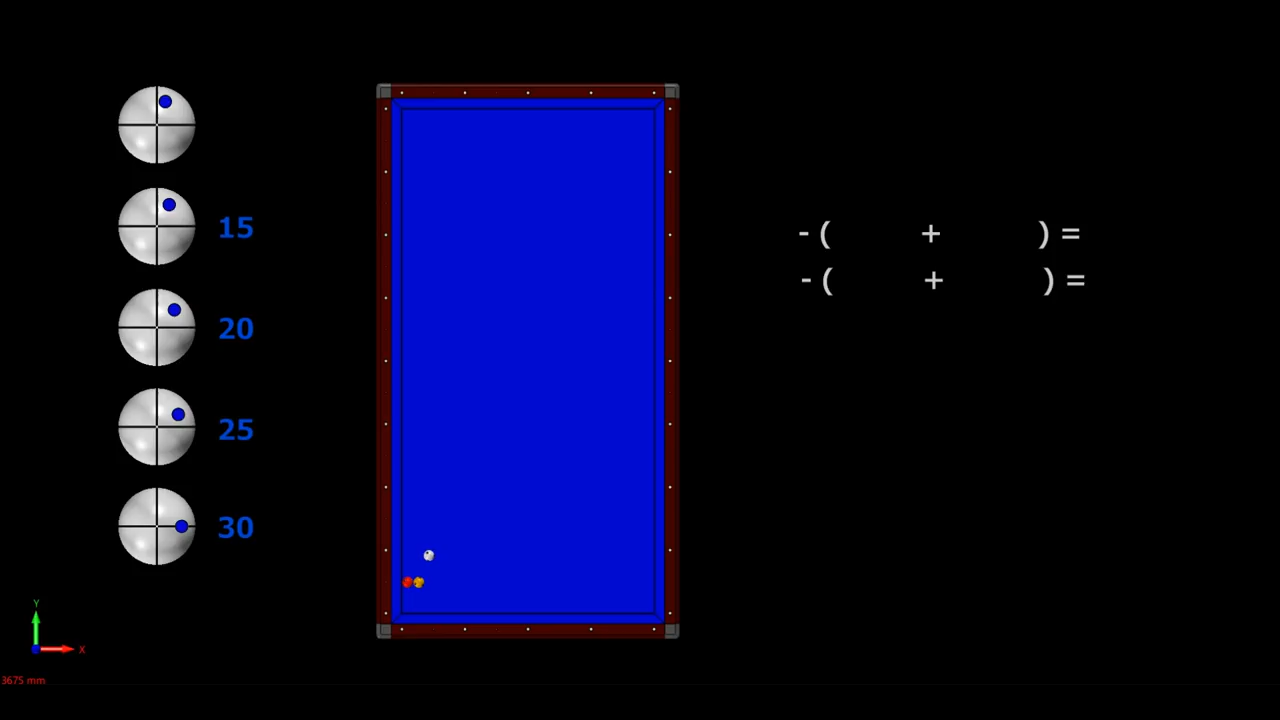 15
- ( + ) =
- ( + ) =
20
25
30
Y
X
3675 mm